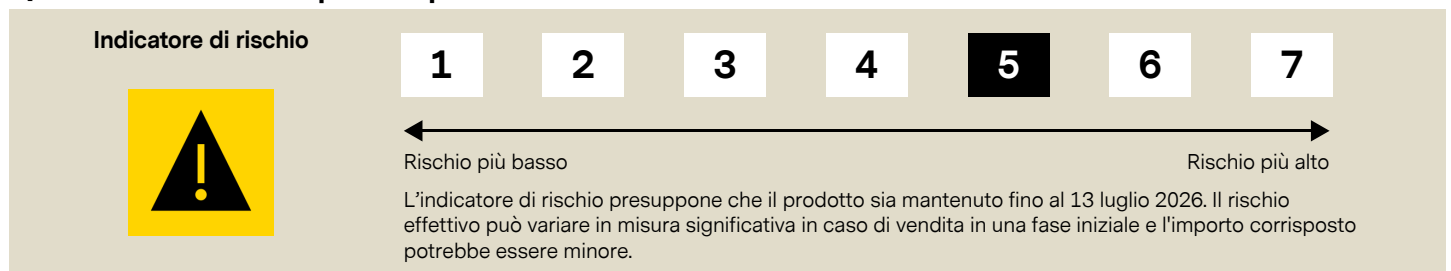 Indicatore di rischio
1 2 3 4 5 6 7
Rischio più basso Rischio più alto
L'indicatore di rischio presuppone che il prodotto sia mantenuto fino al 13 luglio 2026. Il rischio
effettivo può variare in misura significativa in caso di vendita in una fase iniziale e l'importo corrisposto
potrebbe essere minore.